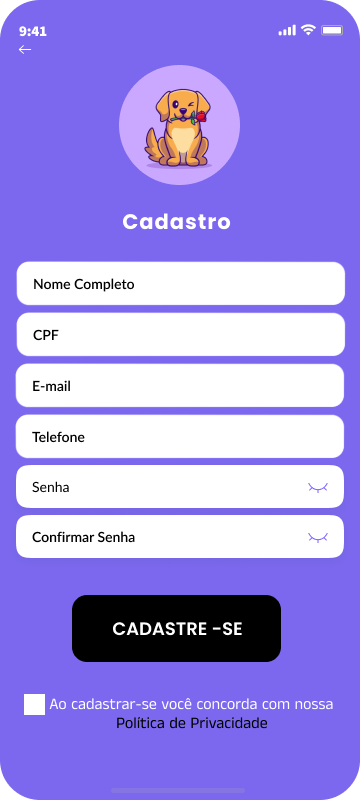 9:41
Cadastro
Nome Completo
CPF
E-mail
Telefone
Senha
Confirmar Senha
CADASTRE -SE
Ao cadastrar-se você concorda com nossa
Política de Privacidade